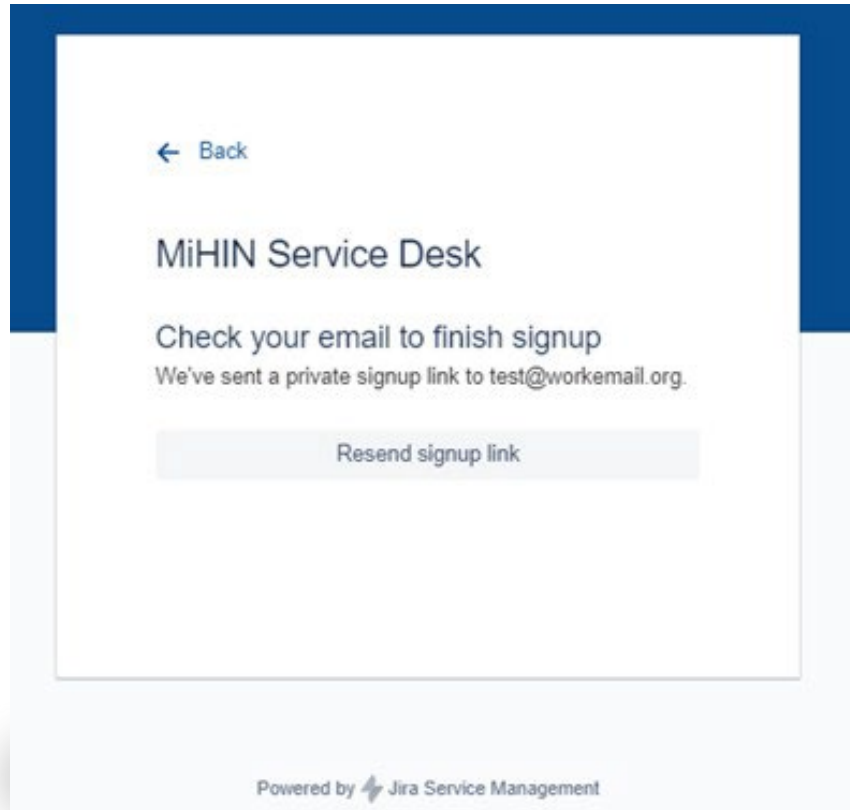 ← Back
MiHIN Service Desk
Check your email to finish signup
We've sent a private signup link to test@workemail.org.
Resend signup link
Powered by Jira Service Management